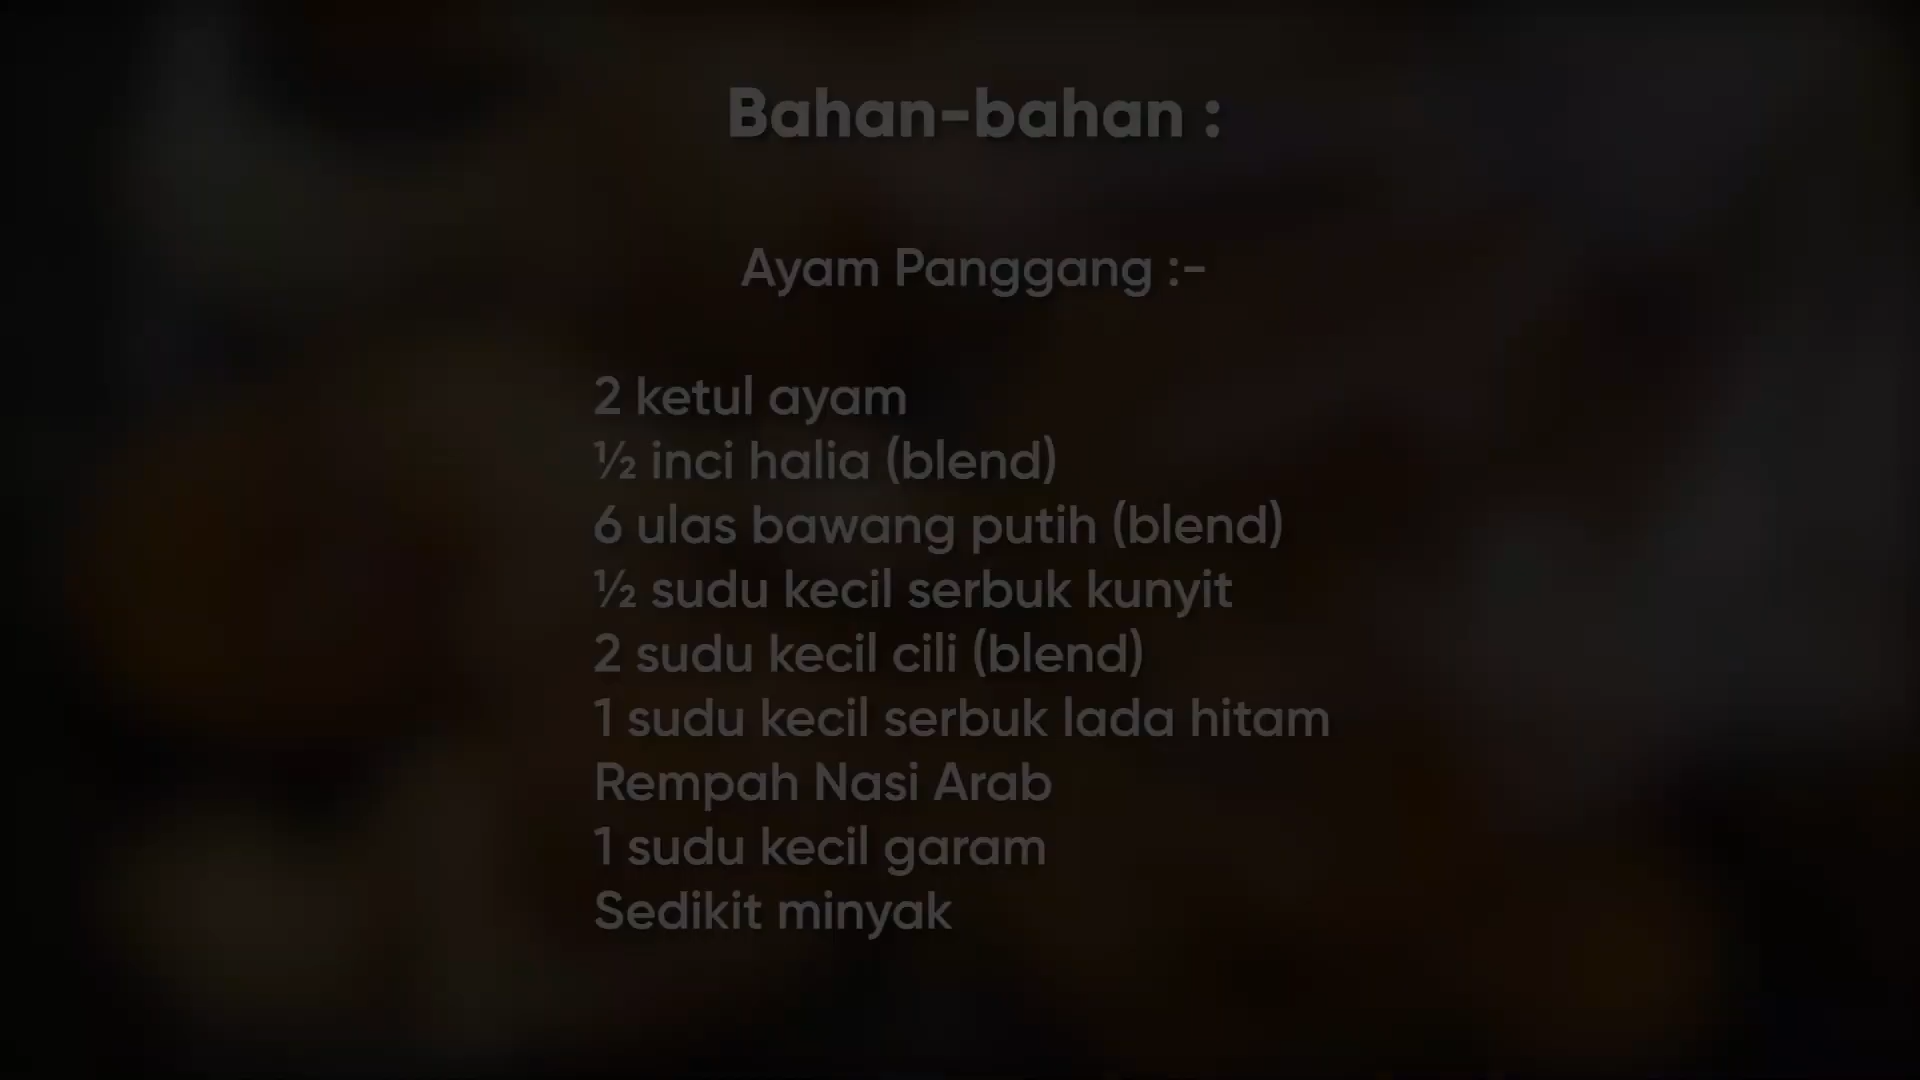 Bahan-bahan :
Ayam Panggang :-
2 ketul ayam
½ inci halia (blend)
6 ulas bawang putih (blend)
½ sudu kecil serbuk kunyit
2 sudu kecil cili (blend)
1 sudu kecil serbuk lada hitam
Rempah Nasi Arab
1 sudu kecil garam
Sedikit minyak